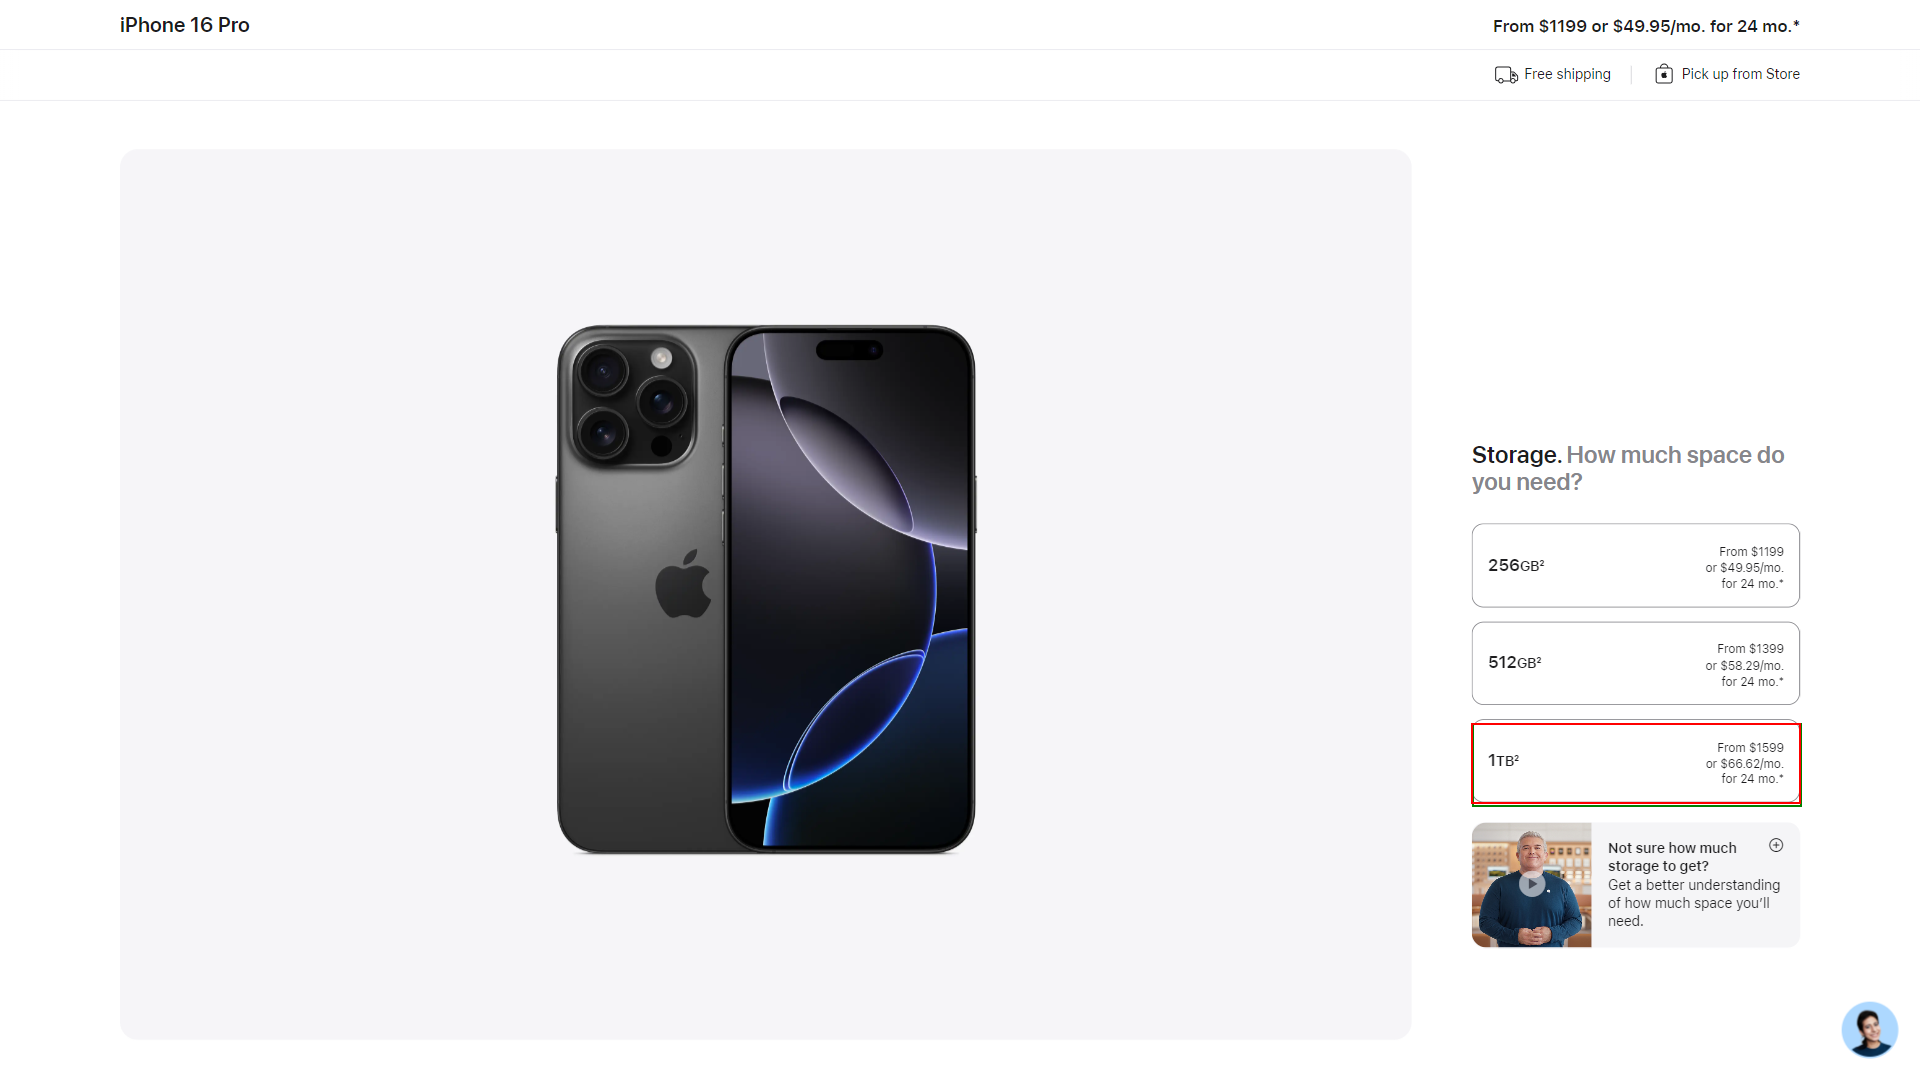 iPhone 16 Pro
From $1199 or $49.95/mo. for 24 mo.*
Free shipping
Pick up from Store
Storage. How much space do
you need?
256GB²
From $1199
or $49.95/mo.
for 24 mo.*
512GB²
From $1399
or $58.29/mo.
for 24 mo.*
1TB²
From $1599
or $66.62/mo.
for 24 mo.*
Not sure how much
storage to get?
Get a better understanding
of how much space you’ll
need.